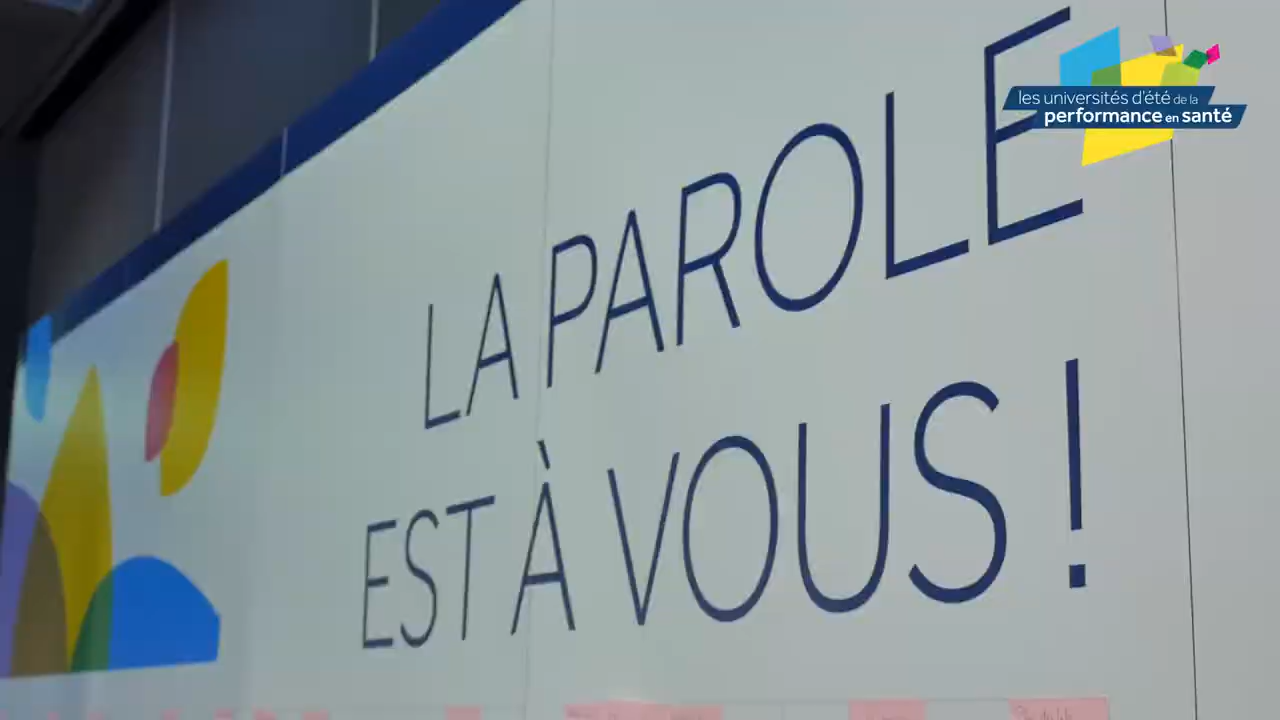 les universités d'été de la
performance en santé
LA PAROLE
EST À VOUS !